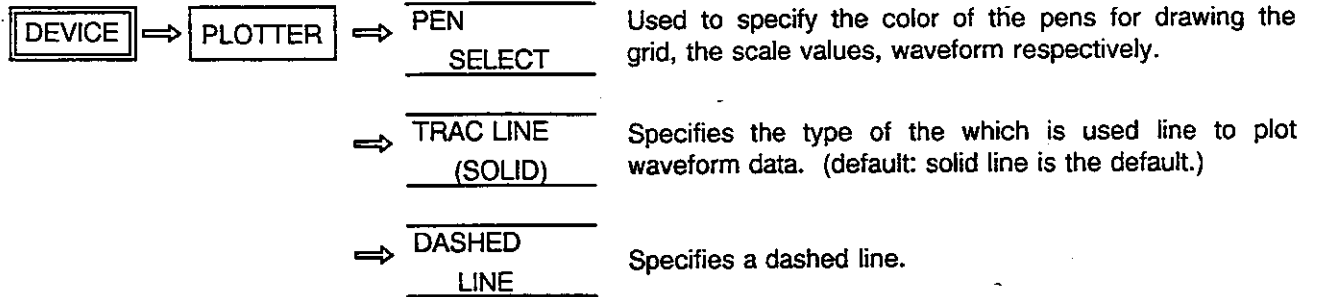 DEVICE ⇒ PLOTTER ⇒ PEN SELECT
Used to specify the color of the pens for drawing the
grid, the scale values, waveform respectively.
⇒ TRAC LINE (SOLID)
Specifies the type of the which is used line to plot
waveform data. (default: solid line is the default.)
⇒ DASHED LINE
Specifies a dashed line.